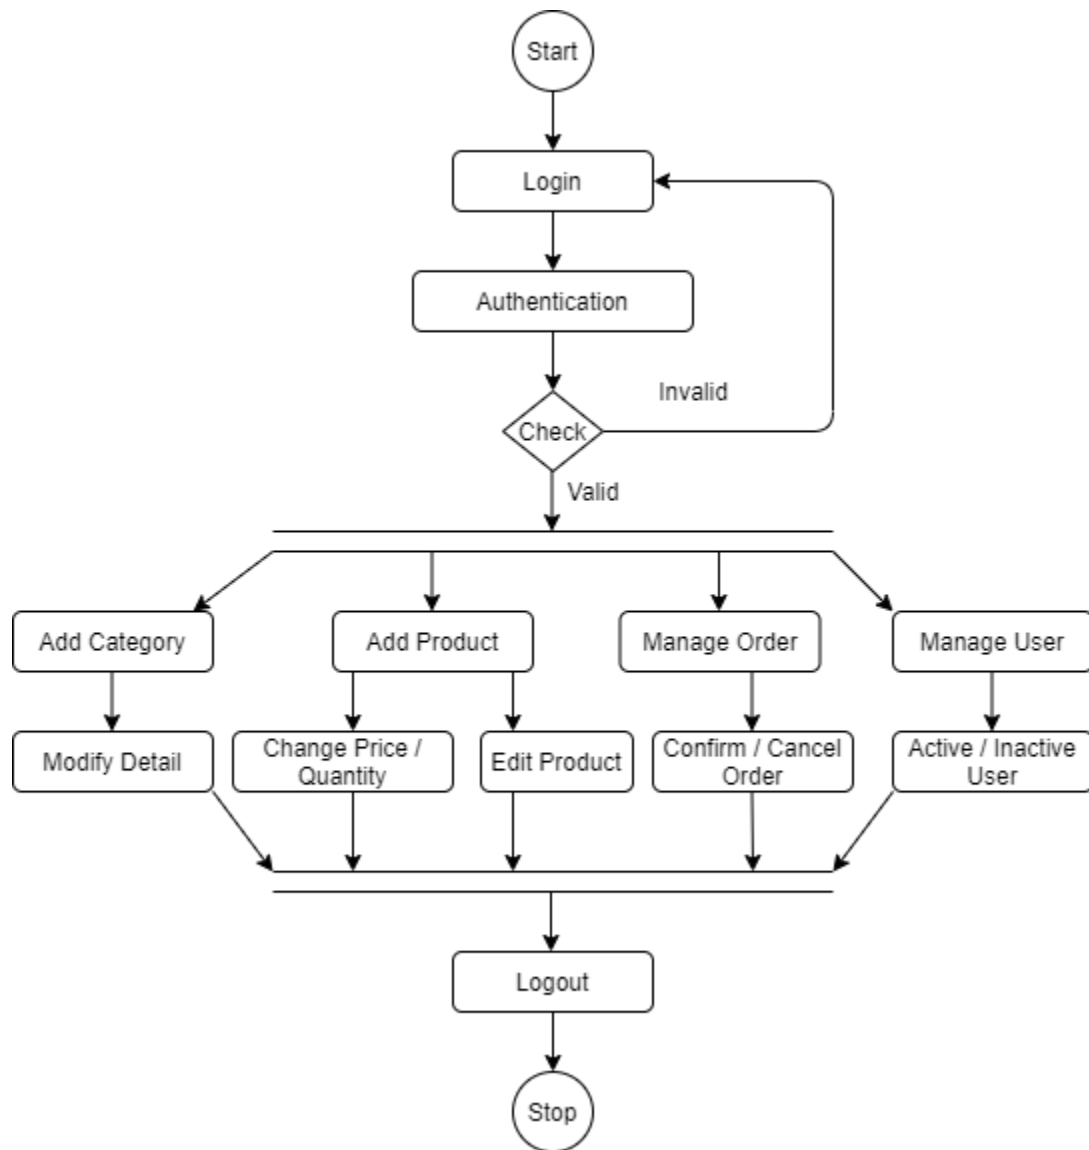 Start
Login
Authentication
Invalid
Check
Valid
Add Category
Add Product
Manage Order
Manage User
Modify Detail
Change Price /
Quantity
Edit Product
Confirm / Cancel
Order
Active / Inactive
User
Logout
Stop